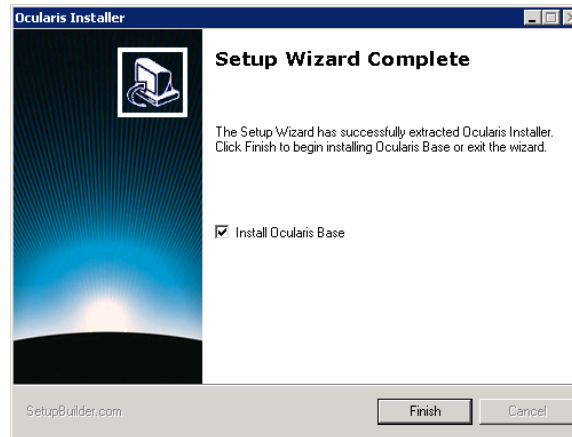 Ocularis Installer
Setup Wizard Complete
The Setup Wizard has successfully extracted Ocularis Installer.
Click Finish to begin installing Ocularis Base or exit the wizard.
Install Ocularis Base
SetupBuilder.com
Finish
Cancel